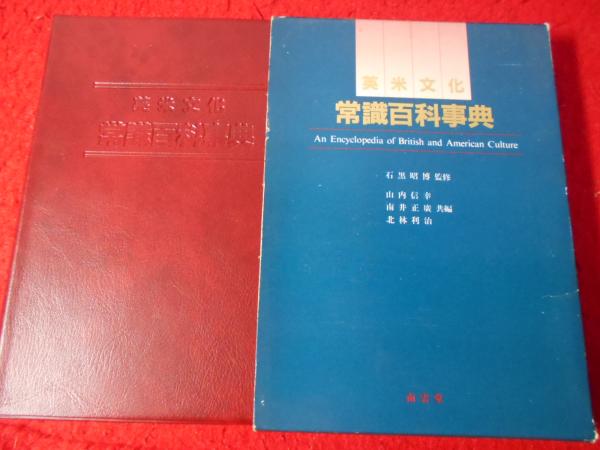 英米文化
常識百科事典
英米文化
常識百科事典
An Encyclopedia of British and American Culture
石黒昭博監修
山内信幸
南井正廣 共編
北林利治
南雲堂